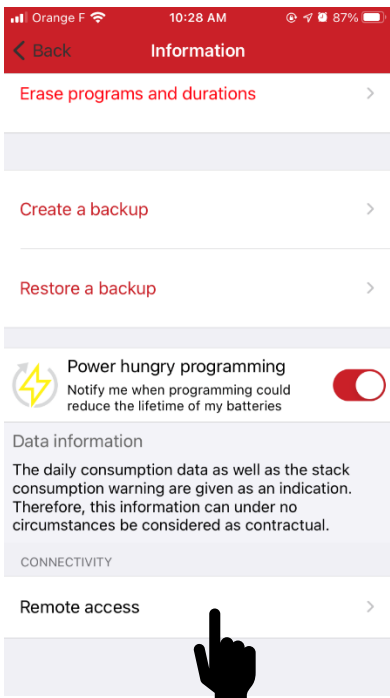 Orange F 10:28 AM 87%
Back Information
Erase programs and durations
Create a backup
Restore a backup
Power hungry programming
Notify me when programming could
reduce the lifetime of my batteries
Data information
The daily consumption data as well as the stack
consumption warning are given as an indication.
Therefore, this information can under no
circumstances be considered as contractual.
CONNECTIVITY
Remote access